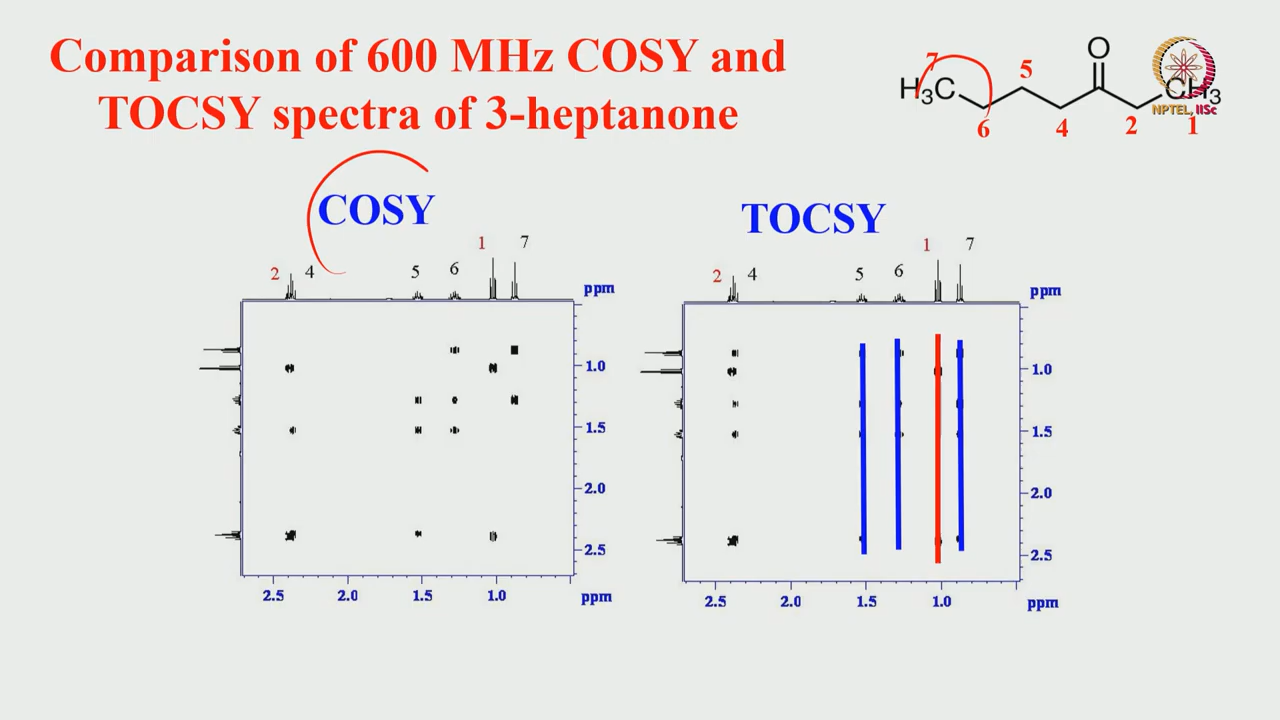 Comparison of 600 MHz COSY and
TOCSY spectra of 3-heptanone
O
7
5
H3C
CH3
6
4
2
1
NPTEL, IISc
COSY
2 4 5 6 1 7
ppm
1.0
1.5
2.0
2.5
2.5 2.0 1.5 1.0 ppm
TOCSY
2 4 5 6 1 7
ppm
1.0
1.5
2.0
2.5
2.5 2.0 1.5 1.0 ppm